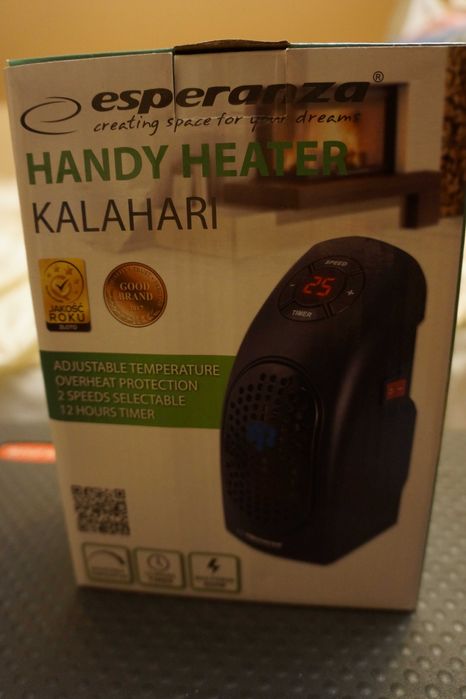 esperanza®
creating space for your dreams
HANDY HEATER
KALAHARI
JAKOŚĆ
ROKU
ZŁOTO
GOOD
BRAND
ADJUSTABLE TEMPERATURE
OVERHEAT PROTECTION
2 SPEEDS SELECTABLE
12 HOURS TIMER
SPEED
- 25 +
TIMER